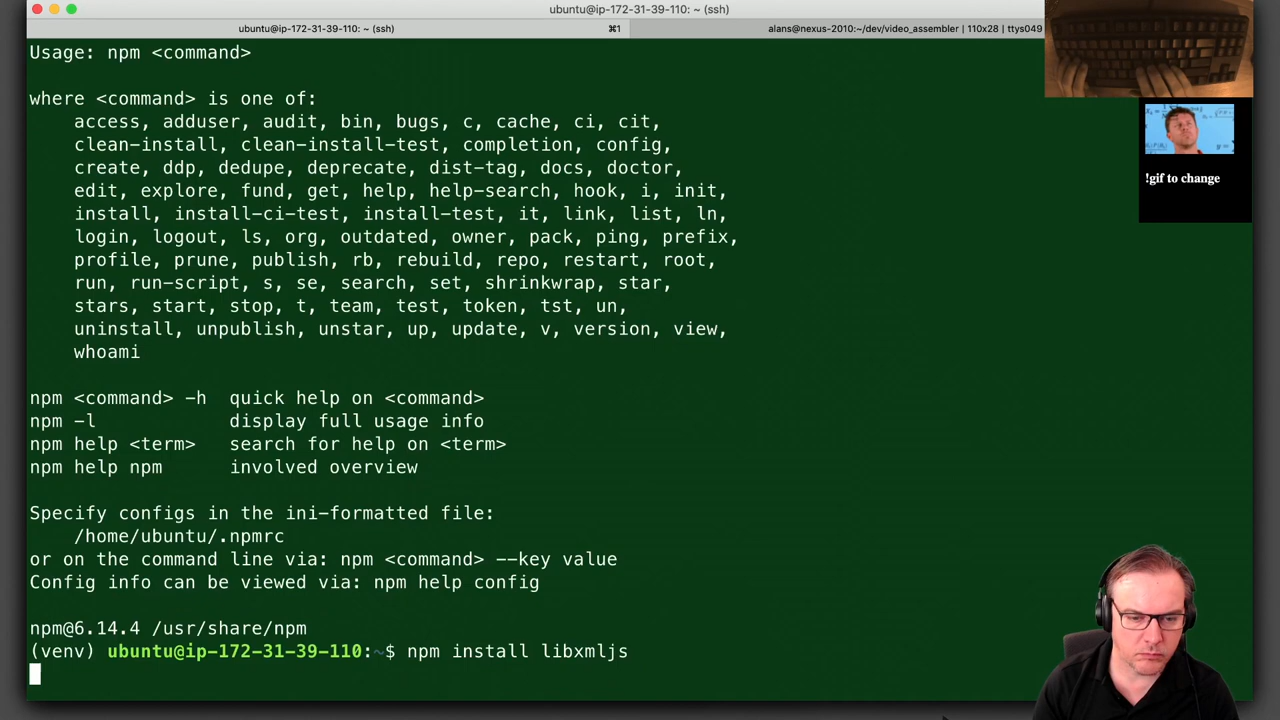 ubuntu@ip-172-31-39-110: ~ (ssh)
ubuntu@ip-172-31-39-110: ~ (ssh) ⌘1 alans@nexus-2010:~/dev/video_assembler | 110x28 | ttys049
Usage: npm <command>
where <command> is one of:
access, adduser, audit, bin, bugs, c, cache, ci, cit,
clean-install, clean-install-test, completion, config,
create, ddp, dedupe, deprecate, dist-tag, docs, doctor,
edit, explore, fund, get, help, help-search, hook, i, init,
install, install-ci-test, install-test, it, link, list, ln,
login, logout, ls, org, outdated, owner, pack, ping, prefix,
profile, prune, publish, rb, rebuild, repo, restart, root,
run, run-script, s, se, search, set, shrinkwrap, star,
stars, start, stop, t, team, test, token, tst, un,
uninstall, unpublish, unstar, up, update, v, version, view,
whoami
npm <command> -h  quick help on <command>
npm -l            display full usage info
npm help <term>   search for help on <term>
npm help npm      involved overview
Specify configs in the ini-formatted file:
/home/ubuntu/.npmrc
or on the command line via: npm <command> --key value
Config info can be viewed via: npm help config
npm@6.14.4 /usr/share/npm
(venv) ubuntu@ip-172-31-39-110:~$ npm install libxmljs
!gif to change